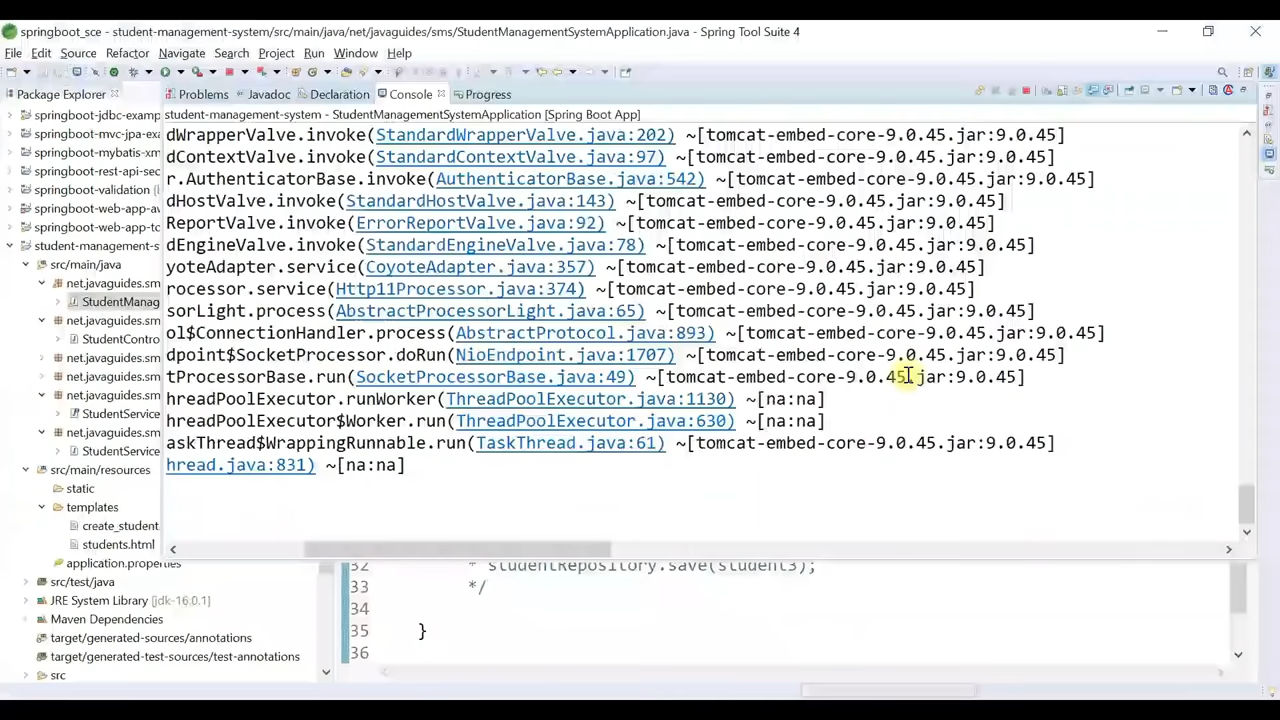 springboot_sce - student-management-system/src/main/java/net/javaguides/sms/StudentManagementSystemApplication.java - Spring Tool Suite 4
File Edit Source Refactor Navigate Search Project Run Window Help
Package Explorer
Problems Javadoc Declaration Console Progress
springboot-jdbc-examp
springboot-mvc-jpa-exa
springboot-mybatis-xm
springboot-rest-api-sec
springboot-validation
springboot-web-app-av
springboot-web-app-to
student-management-s
src/main/java
net.javaguides.sm
StudentManag
net.javaguides.sm
StudentContro
net.javaguides.sm
net.javaguides.sm
StudentService
net.javaguides.sm
StudentService
src/main/resources
static
templates
create_student.
students.html
application.properties
src/test/java
JRE System Library [jdk-16.0.1]
Maven Dependencies
target/generated-sources/annotations
target/generated-test-sources/test-annotations
src
student-management-system - StudentManagementSystemApplication [Spring Boot App]
dWrapperValve.invoke(StandardWrapperValve.java:202) ~[tomcat-embed-core-9.0.45.jar:9.0.45]
dContextValve.invoke(StandardContextValve.java:97) ~[tomcat-embed-core-9.0.45.jar:9.0.45]
r.AuthenticatorBase.invoke(AuthenticatorBase.java:542) ~[tomcat-embed-core-9.0.45.jar:9.0.45]
dHostValve.invoke(StandardHostValve.java:143) ~[tomcat-embed-core-9.0.45.jar:9.0.45]
ReportValve.invoke(ErrorReportValve.java:92) ~[tomcat-embed-core-9.0.45.jar:9.0.45]
dEngineValve.invoke(StandardEngineValve.java:78) ~[tomcat-embed-core-9.0.45.jar:9.0.45]
yoteAdapter.service(CoyoteAdapter.java:357) ~[tomcat-embed-core-9.0.45.jar:9.0.45]
rocessor.service(Http11Processor.java:374) ~[tomcat-embed-core-9.0.45.jar:9.0.45]
sorLight.process(AbstractProcessorLight.java:65) ~[tomcat-embed-core-9.0.45.jar:9.0.45]
ol$ConnectionHandler.process(AbstractProtocol.java:893) ~[tomcat-embed-core-9.0.45.jar:9.0.45]
dpoint$SocketProcessor.doRun(NioEndpoint.java:1707) ~[tomcat-embed-core-9.0.45.jar:9.0.45]
tProcessorBase.run(SocketProcessorBase.java:49) ~[tomcat-embed-core-9.0.45.jar:9.0.45]
hreadPoolExecutor.runWorker(ThreadPoolExecutor.java:1130) ~[na:na]
hreadPoolExecutor$Worker.run(ThreadPoolExecutor.java:630) ~[na:na]
askThread$WrappingRunnable.run(TaskThread.java:61) ~[tomcat-embed-core-9.0.45.jar:9.0.45]
hread.java:831) ~[na:na]
32 * studentRepository.save(student3);
33 */
34
35 }
36